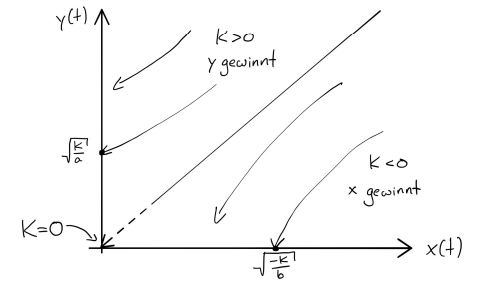 y(t)
K>0
y gewinnt
√(K/a)
K<0
x gewinnt
K=0
x(t)
√(-K/b)